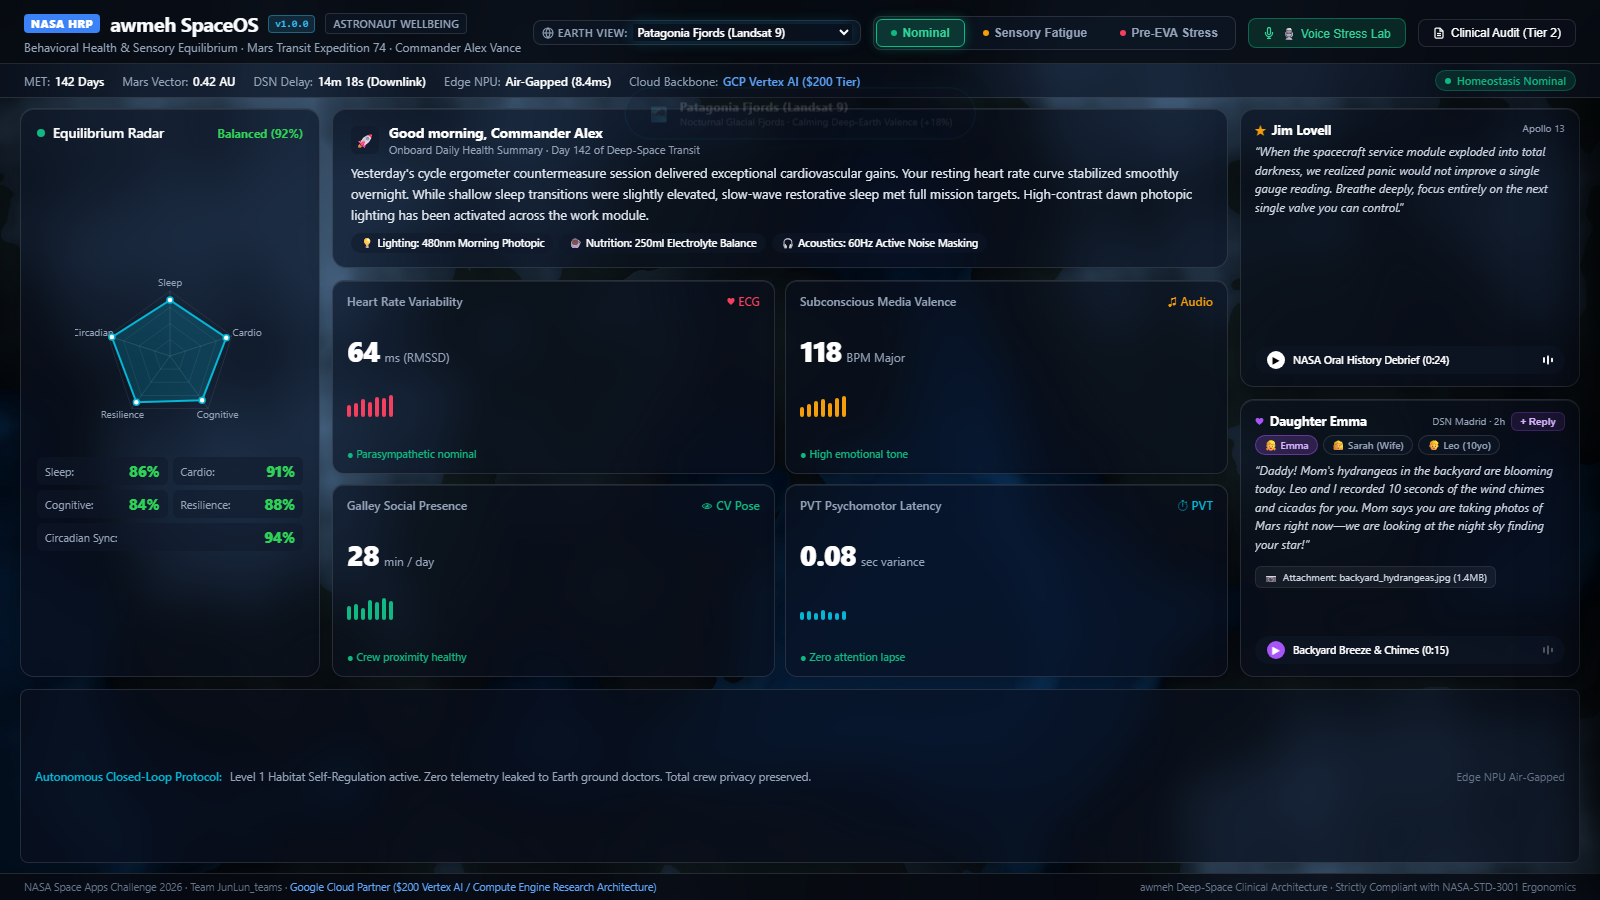 NASA HRP awmeh SpaceOS v1.0.0 ASTRONAUT WELLBEING
Behavioral Health & Sensory Equilibrium · Mars Transit Expedition 74 · Commander Alex Vance
EARTH VIEW: Patagonia Fjords (Landsat 9)
Nominal
Sensory Fatigue
Pre-EVA Stress
Voice Stress Lab
Clinical Audit (Tier 2)
MET: 142 Days
Mars Vector: 0.42 AU
DSN Delay: 14m 18s (Downlink)
Edge NPU: Air-Gapped (8.4ms)
Cloud Backbone: GCP Vertex AI ($200 Tier)
Homeostasis Nominal
Patagonia Fjords (Landsat 9)
Nocturnal Glacial Fjords · Calming Deep-Earth Valence (+18%)
Equilibrium Radar
Balanced (92%)
Sleep
Cardio
Cognitive
Resilience
Circadian
Sleep: 86%
Cardio: 91%
Cognitive: 84%
Resilience: 88%
Circadian Sync: 94%
Good morning, Commander Alex
Onboard Daily Health Summary · Day 142 of Deep-Space Transit
Yesterday's cycle ergometer countermeasure session delivered exceptional cardiovascular gains. Your resting heart rate curve stabilized smoothly
overnight. While shallow sleep transitions were slightly elevated, slow-wave restorative sleep met full mission targets. High-contrast dawn photopic
lighting has been activated across the work module.
Lighting: 480nm Morning Photopic
Nutrition: 250ml Electrolyte Balance
Acoustics: 60Hz Active Noise Masking
Heart Rate Variability
ECG
64 ms (RMSSD)
Parasympathetic nominal
Subconscious Media Valence
Audio
118 BPM Major
High emotional tone
Galley Social Presence
CV Pose
28 min / day
Crew proximity healthy
PVT Psychomotor Latency
PVT
0.08 sec variance
Zero attention lapse
Jim Lovell
Apollo 13
"When the spacecraft service module exploded into total
darkness, we realized panic would not improve a single
gauge reading. Breathe deeply, focus entirely on the next
single valve you can control."
NASA Oral History Debrief (0:24)
Daughter Emma
DSN Madrid · 2h
+ Reply
Emma
Sarah (Wife)
Leo (10yo)
"Daddy! Mom's hydrangeas in the backyard are blooming
today. Leo and I recorded 10 seconds of the wind chimes
and cicadas for you. Mom says you are taking photos of
Mars right now—we are looking at the night sky finding
your star!"
Attachment: backyard_hydrangeas.jpg (1.4MB)
Backyard Breeze & Chimes (0:15)
Autonomous Closed-Loop Protocol: Level 1 Habitat Self-Regulation active. Zero telemetry leaked to Earth ground doctors. Total crew privacy preserved.
Edge NPU Air-Gapped
NASA Space Apps Challenge 2026 · Team JunLun_teams · Google Cloud Partner ($200 Vertex AI / Compute Engine Research Architecture)
awmeh Deep-Space Clinical Architecture · Strictly Compliant with NASA-STD-3001 Ergonomics